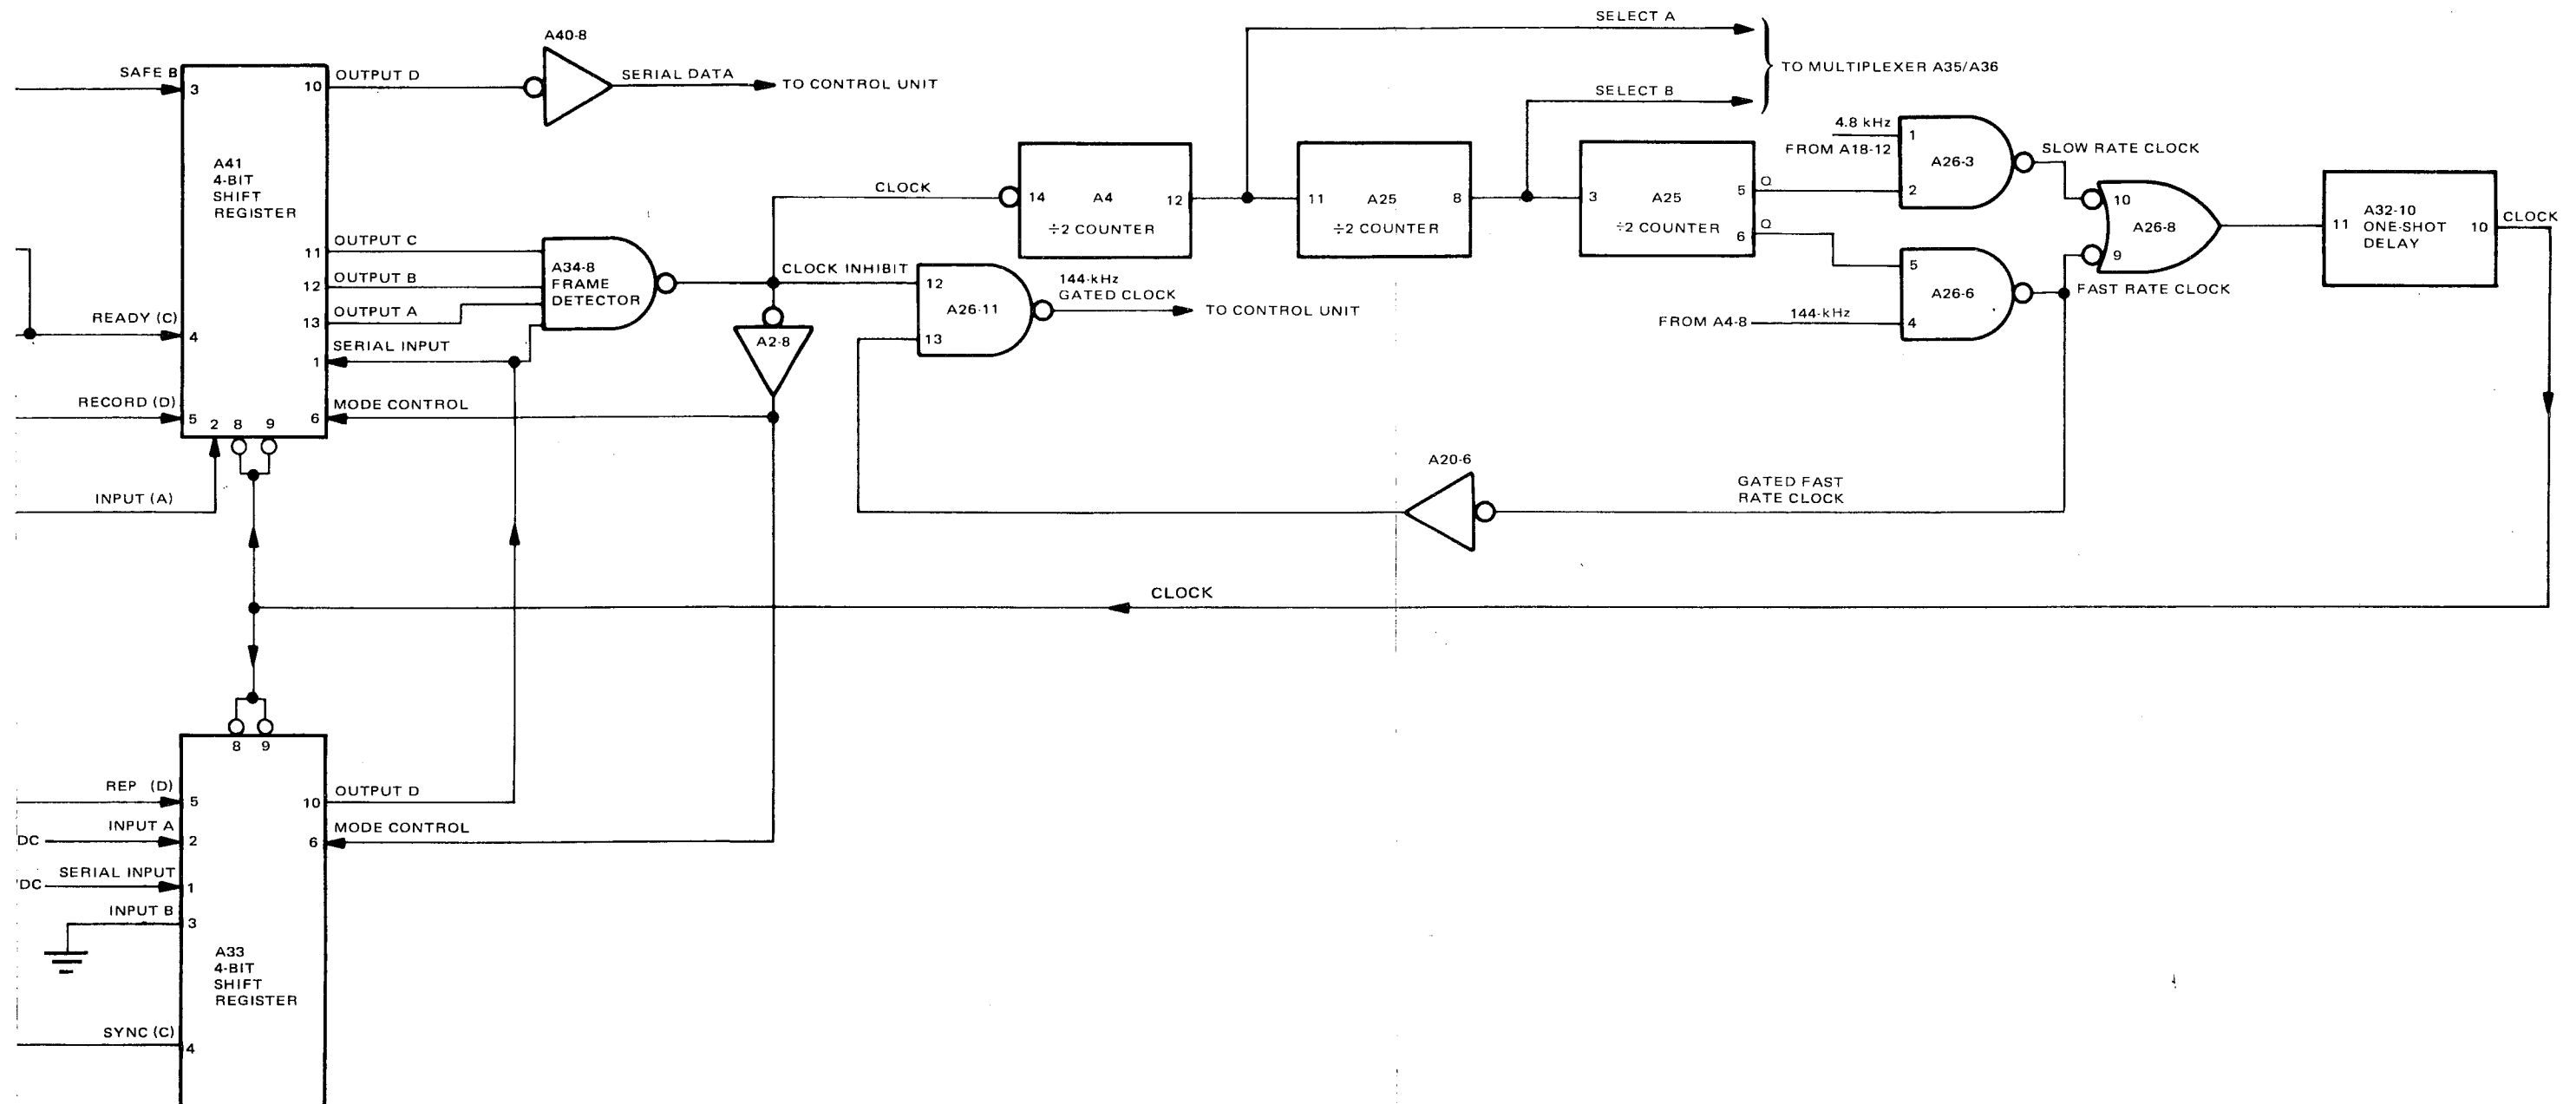 SELECT A
A40-8
SAFE B
3
10
OUTPUT D
SERIAL DATA
TO CONTROL UNIT
TO MULTIPLEXER A35/A36
SELECT B
4.8 kHz
1
FROM A18-12
A26-3
2
SLOW RATE CLOCK
A41
4-BIT
SHIFT
REGISTER
CLOCK
14
A4
12
÷2 COUNTER
11
A25
8
÷2 COUNTER
3
A25
5
Q
÷2 COUNTER
6
Q
10
A26-8
9
A32-10
11
ONE-SHOT
DELAY
10
CLOCK
11
OUTPUT C
12
OUTPUT B
13
OUTPUT A
A34-8
FRAME
DETECTOR
CLOCK INHIBIT
12
A26-11
13
144-kHz
GATED CLOCK
TO CONTROL UNIT
5
A26-6
4
FAST RATE CLOCK
FROM A4-8
144-kHz
READY (C)
4
SERIAL INPUT
1
A2-8
RECORD (D)
5
2
8
9
6
MODE CONTROL
A20-6
GATED FAST
RATE CLOCK
INPUT (A)
CLOCK
8
9
REP (D)
5
10
OUTPUT D
DC
INPUT A
2
6
MODE CONTROL
DC
SERIAL INPUT
1
INPUT B
3
A33
4-BIT
SHIFT
REGISTER
SYNC (C)
4